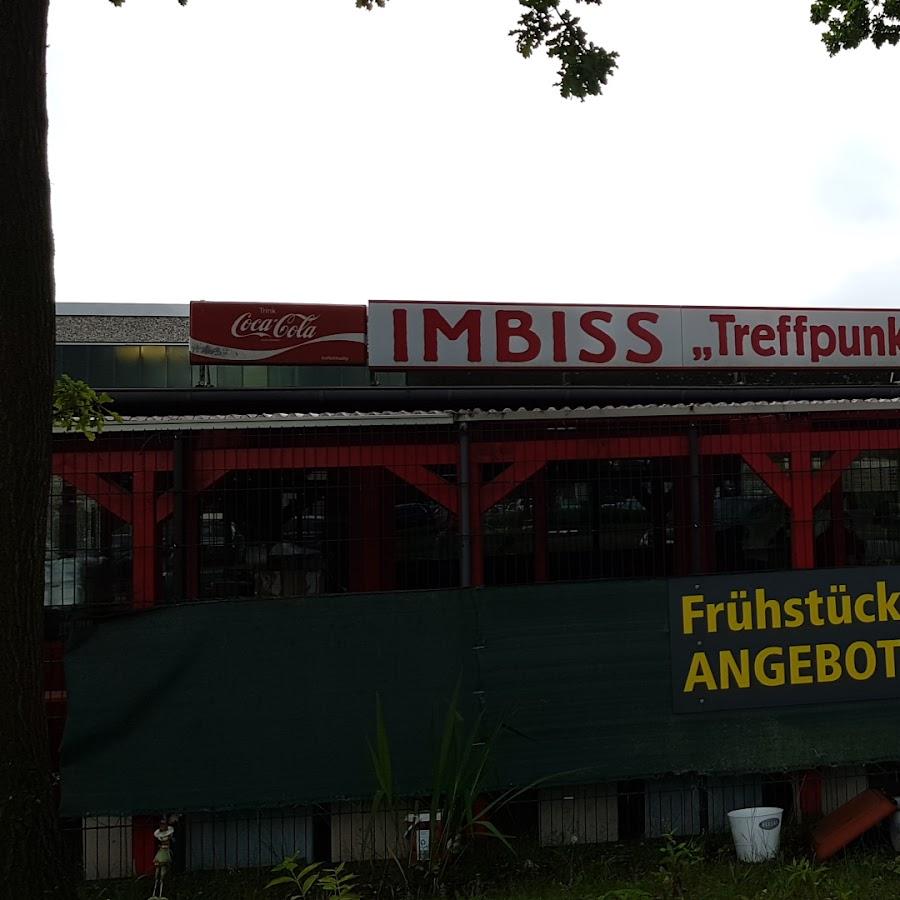 Trink
Coca-Cola
IMBISS „Treffpunk
Frühstück
ANGEBOT